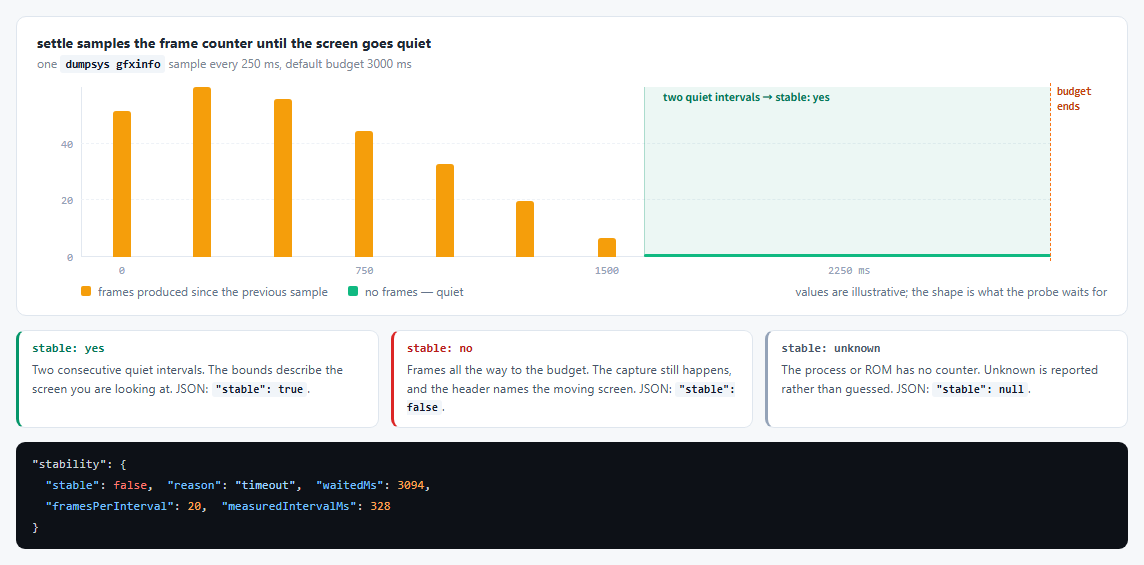 settle samples the frame counter until the screen goes quiet
one dumpsys gfxinfo sample every 250 ms, default budget 3000 ms
two quiet intervals → stable: yes
budget
ends
40
20
0
0
750
1500
2250 ms
frames produced since the previous sample
no frames — quiet
values are illustrative; the shape is what the probe waits for
stable: yes
Two consecutive quiet intervals. The bounds describe the
screen you are looking at. JSON: "stable": true.
stable: no
Frames all the way to the budget. The capture still happens,
and the header names the moving screen. JSON: "stable":
false.
stable: unknown
The process or ROM has no counter. Unknown is reported
rather than guessed. JSON: "stable": null.
"stability": {
"stable": false, "reason": "timeout", "waitedMs": 3094,
"framesPerInterval": 20, "measuredIntervalMs": 328
}